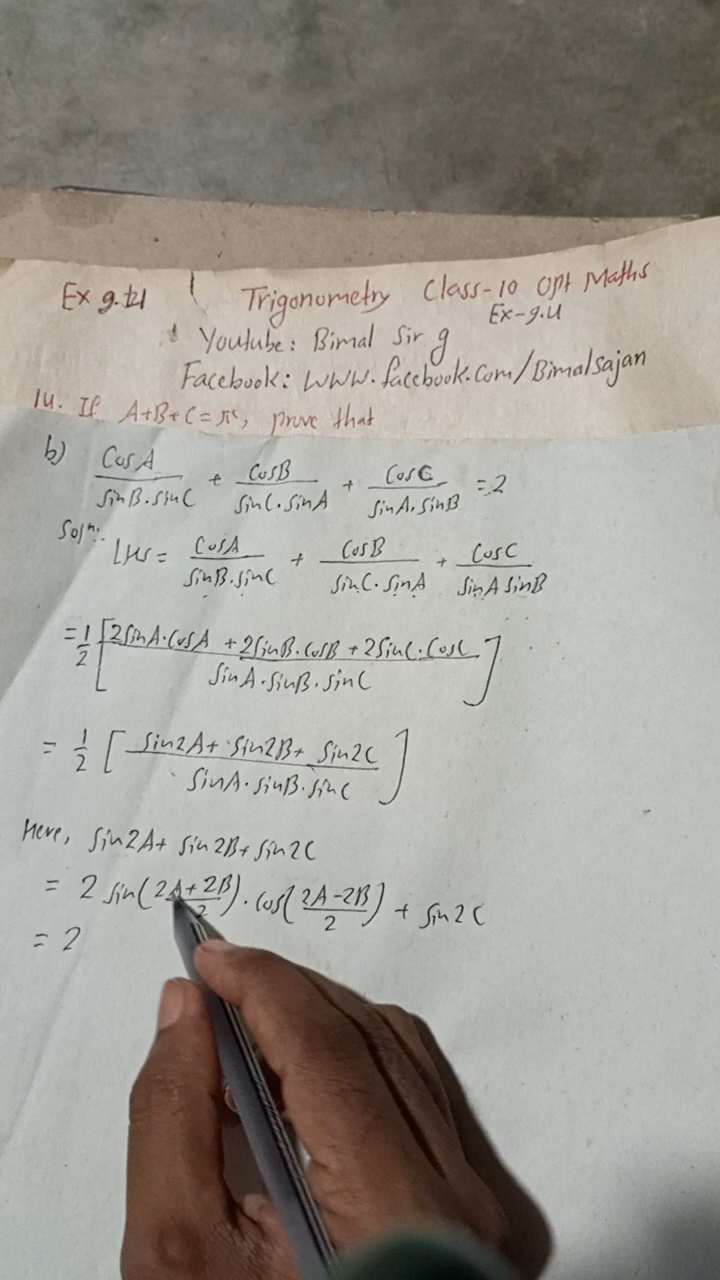 Ex 9.4 Trigonometry Class-10 Opt Maths
Ex-9.4
Youtube: Bimal Sir g
Facebook: www.facebook.com/Bimalsajan
14. If A+B+C=πᶜ, prove that
b) CosA/SinB.SinC + CosB/SinC.SinA + CosC/SinA.SinB = 2
Solⁿ:- LHS = CosA/SinB.SinC + CosB/SinC.SinA + CosC/SinA SinB
= 1/2 [2SinA.CosA + 2SinB.CosB + 2SinC.CosC / SinA.SinB.SinC]
= 1/2 [Sin2A + Sin2B + Sin2C / SinA.SinB.SinC]
Here, Sin2A + Sin2B + Sin2C
= 2 Sin(2A+2B/2).Cos(2A-2B/2) + Sin2C
= 2